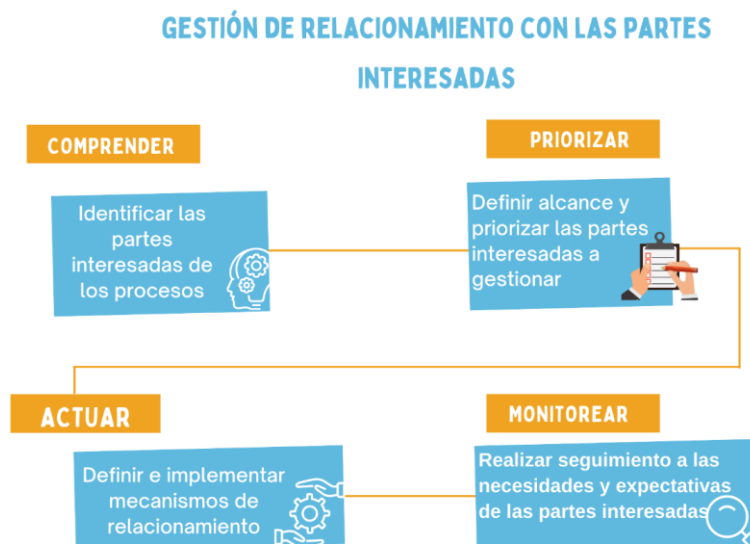 GESTIÓN DE RELACIONAMIENTO CON LAS PARTES
INTERESADAS
COMPRENDER
Identificar las
partes
interesadas de
los procesos
PRIORIZAR
Definir alcance y
priorizar las partes
interesadas a
gestionar
ACTUAR
Definir e implementar
mecanismos de
relacionamiento
MONITOREAR
Realizar seguimiento a las
necesidades y expectativas
de las partes interesadas